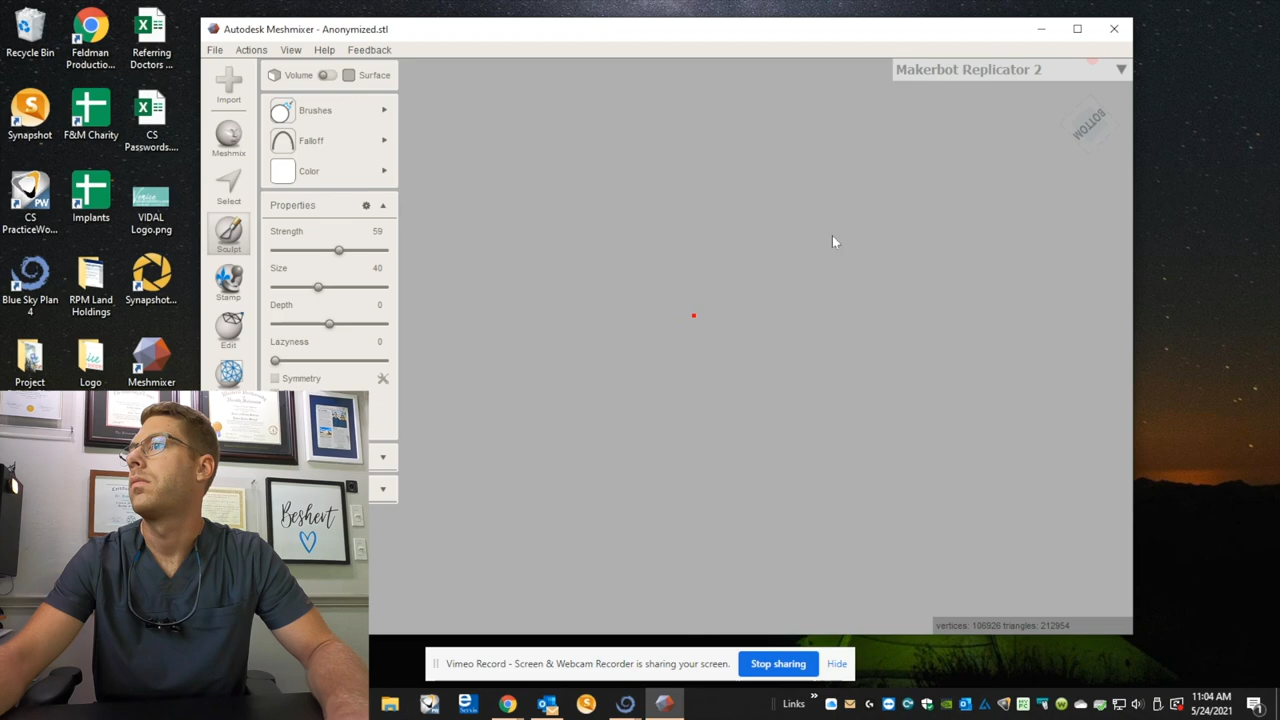 Recycle Bin
Feldman Productio...
Referring Doctors ...
Synapshot
F&M Charity
CS Passwords....
CS PracticeWo...
Implants
VIDAL Logo.png
Blue Sky Plan 4
RPM Land Holdings
Synapshot...
Project
Logo
Meshmixer
Autodesk Meshmixer - Anonymized.stl
File Actions View Help Feedback
Import
Meshmix
Select
Sculpt
Stamp
Edit
Volume Surface
Brushes
Falloff
Color
Properties
Strength 59
Size 40
Depth 0
Lazyness 0
Symmetry
Makerbot Replicator 2
BOTTOM
vertices: 106926 triangles: 212954
Beshert
Vimeo Record - Screen & Webcam Recorder is sharing your screen. Stop sharing Hide
Links
11:04 AM
5/24/2021